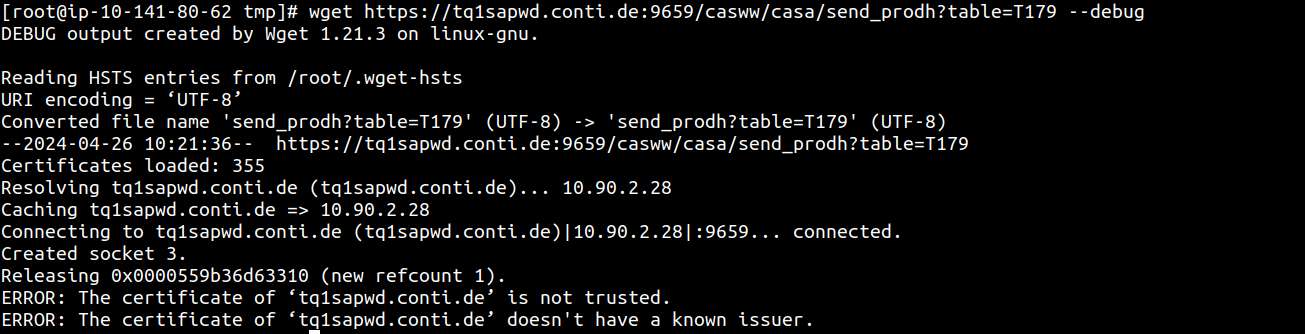 [root@ip-10-141-80-62 tmp]# wget https://tq1sapwd.conti.de:9659/casww/casa/send_prodh?table=T179 --debug
DEBUG output created by Wget 1.21.3 on linux-gnu.
Reading HSTS entries from /root/.wget-hsts
URI encoding = ‘UTF-8’
Converted file name 'send_prodh?table=T179' (UTF-8) -> 'send_prodh?table=T179' (UTF-8)
--2024-04-26 10:21:36--  https://tq1sapwd.conti.de:9659/casww/casa/send_prodh?table=T179
Certificates loaded: 355
Resolving tq1sapwd.conti.de (tq1sapwd.conti.de)... 10.90.2.28
Caching tq1sapwd.conti.de => 10.90.2.28
Connecting to tq1sapwd.conti.de (tq1sapwd.conti.de)|10.90.2.28|:9659... connected.
Created socket 3.
Releasing 0x0000559b36d63310 (new refcount 1).
ERROR: The certificate of ‘tq1sapwd.conti.de’ is not trusted.
ERROR: The certificate of ‘tq1sapwd.conti.de’ doesn't have a known issuer.